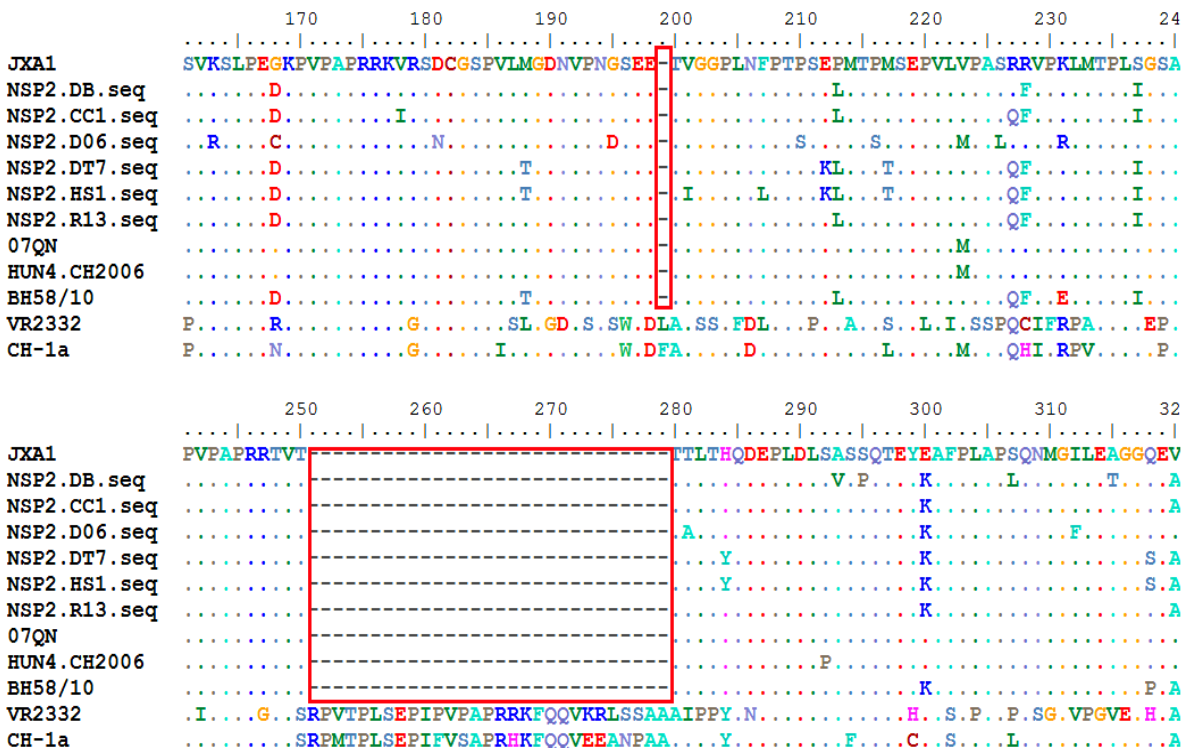 170 180 190 200 210 220 230 24
....|....|....|....|....|....|....|....|....|....|....|....|....|....|....|....|
JXA1 SVKSLPEGKPVPAPRRKVRSDCGSPVLMGDNVPNGSEE-TVGGPLNFPTPSEPMTPMSEPVLVPASRRVPKLMTPLSGSA
NSP2.DB.seq .......D..............................-.............L..............F........I...
NSP2.CC1.seq .......D.........I....................-.............L.............QF........I...
NSP2.D06.seq ..R....C............N.............D...-..........S.....S......M..L....R.........
NSP2.DT7.seq .......D...................T..........-............KL...T.........QF........I...
NSP2.HS1.seq .......D...................T..........-.I.....L....KL...T.........QF........I...
NSP2.R13.seq .......D..............................-.............L.............QF........I...
07QN ......................................-.......................M.................
HUN4.CH2006 ......................................-.......................M.................
BH58/10 .......D...................T..........-.............L.............QF..E.....I...
VR2332 P......R..........G.......SL.GD.S.SW.DLA.SS.FDL...P..A..S..L.I.SSPQCIFRPA....EP.
CH-1a P......N..........G......I.........W.DFA.....D..........L.....M...QHI.RPV.....P.
250 260 270 280 290 300 310 32
....|....|....|....|....|....|....|....|....|....|....|....|....|....|....|....|
JXA1 PVPAPRRTVT-----------------------------TTLTHQDEPLDLSASSQTEYEAFPLAPSQNMGILEAGGQEV
NSP2.DB.seq ..........-----------------------------.............V.P....K......L.......T....A
NSP2.CC1.seq ..........-----------------------------....................K...................A
NSP2.D06.seq ..........-----------------------------.A..................K...........F........
NSP2.DT7.seq ..........-----------------------------....Y...............K.................S.A
NSP2.HS1.seq ..........-----------------------------....Y...............K.................S.A
NSP2.R13.seq ..........-----------------------------....................K...................A
07QN ..........-----------------------------.........................................
HUN4.CH2006 ..........-----------------------------............P............................
BH58/10 ..........-----------------------------....................K.................P.A
VR2332 .I....G..SRPVTPLSEPIPVPAPRRKFQQVKRLSSAAAIPPY.N............H..S.P..P.SG.VPGVE.H.A
CH-1a .........SRPMTPLSEPIFVSAPRHKFQQVEEANPAA....Y.........F....C..S....L............A